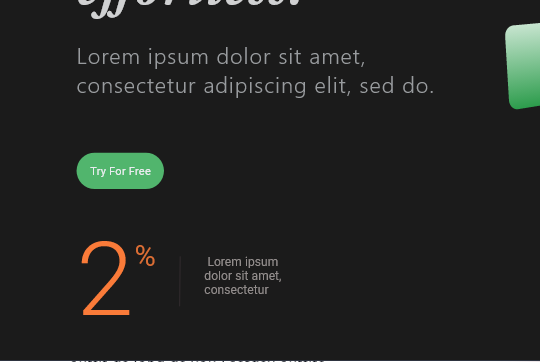 Lorem ipsum dolor sit amet,
consectetur adipiscing elit, sed do.
Try For Free
2%
Lorem ipsum
dolor sit amet,
consectetur